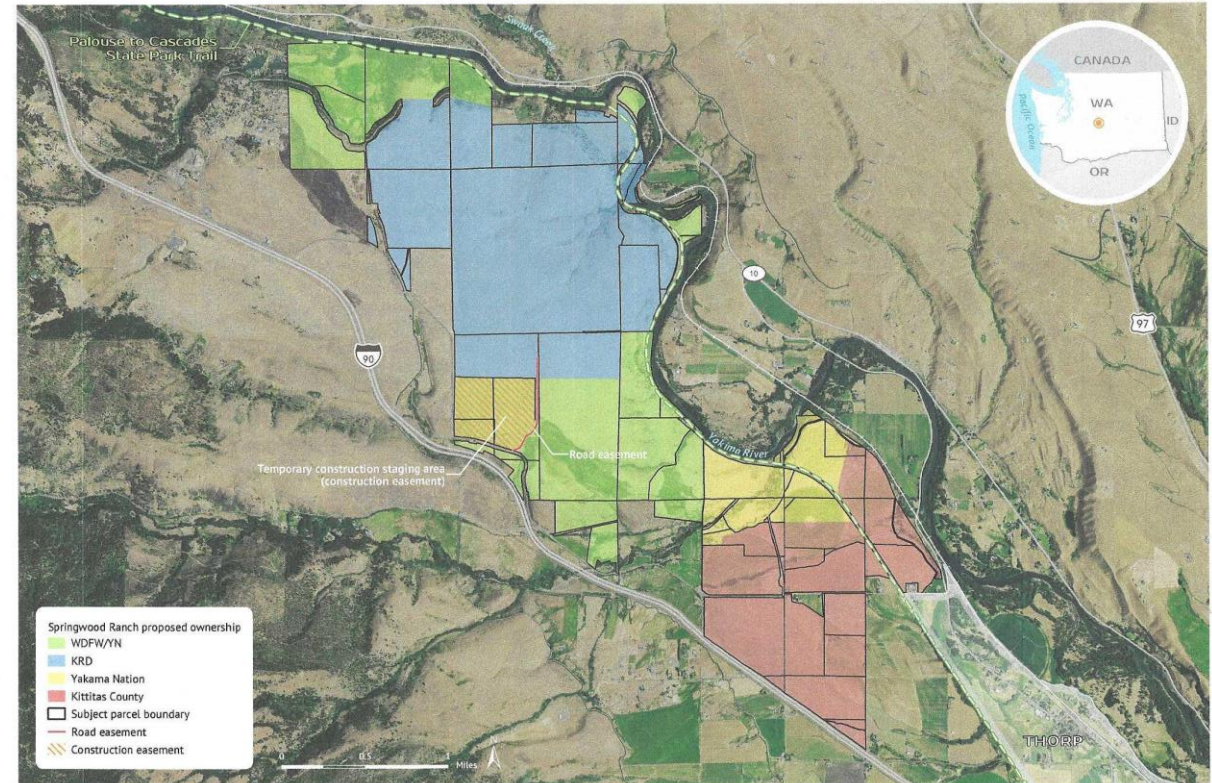 Palouse to Cascades
State Park Trail
Swauk Creek
CANADA
Pacific Ocean
WA
ID
OR
10
97
90
Temporary construction staging area
(construction easement)
Road easement
Yakima River
Springwood Ranch proposed ownership
WDFW/YN
KRD
Yakama Nation
Kittitas County
Subject parcel boundary
Road easement
Construction easement
0
0.5
1
Miles
N
THORP